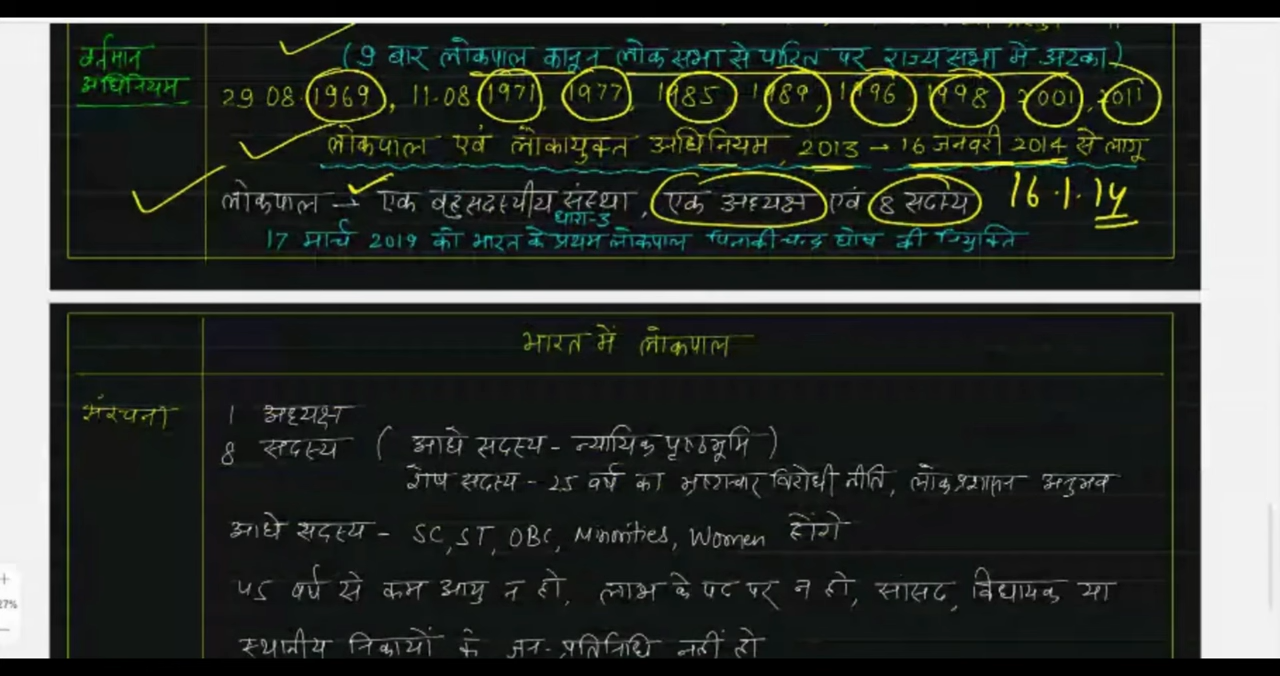 वर्तमान
अधिनियम
(9 बार लोकपाल कानून लोक सभा से पारित पर राज्य सभा में अटका)
29 08.1969, 11.08 1971, 1977, 1985, 1989, 1996, 1998, 2001, 2011
लोकपाल एवं लोकायुक्त अधिनियम, 2013 → 16 जनवरी 2014 से लागू
लोकपाल → एक बहुसदस्यीय संस्था, एक अध्यक्ष एवं 8 सदस्य 16.1.14
धारा-3
17 मार्च 2019 को भारत के प्रथम लोकपाल पिनाकी चन्द्र घोष की नियुक्ति
भारत में लोकपाल
संरचना
1 अध्यक्ष
8 सदस्य ( आधे सदस्य - न्यायिक पृष्ठभूमि )
शेष सदस्य - 25 वर्ष का भ्रष्टाचार विरोधी नीति, लोक प्रशासन अनुभव
आधे सदस्य - SC, ST, OBC, Minorities, Women होंगे
45 वर्ष से कम आयु न हो, लाभ के पद पर न हो, सांसद, विधायक या
स्थानीय निकायों के जन-प्रतिनिधि नहीं हो
+
27%